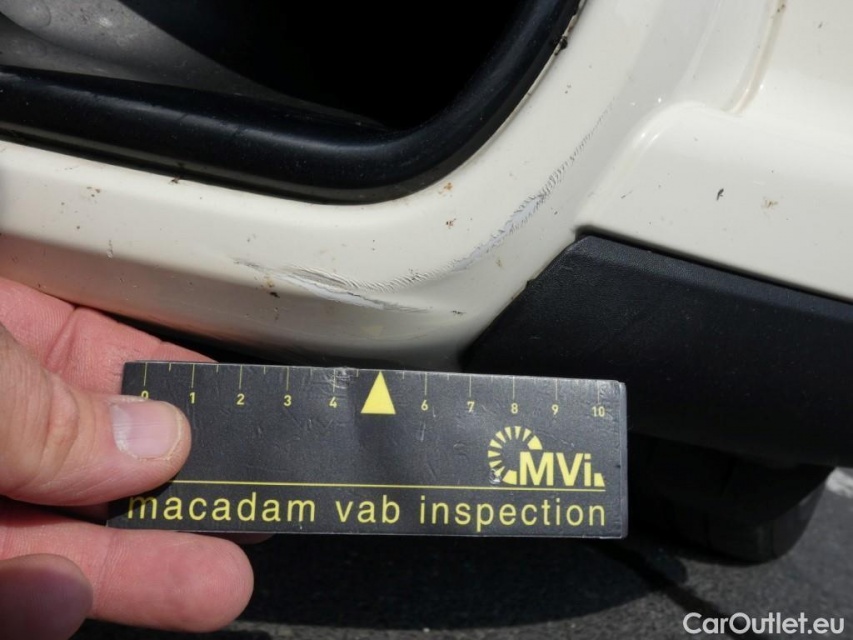 0 1 2 3 4 6 7 8 9 10
MVi
macadam vab inspection
CarOutlet.eu